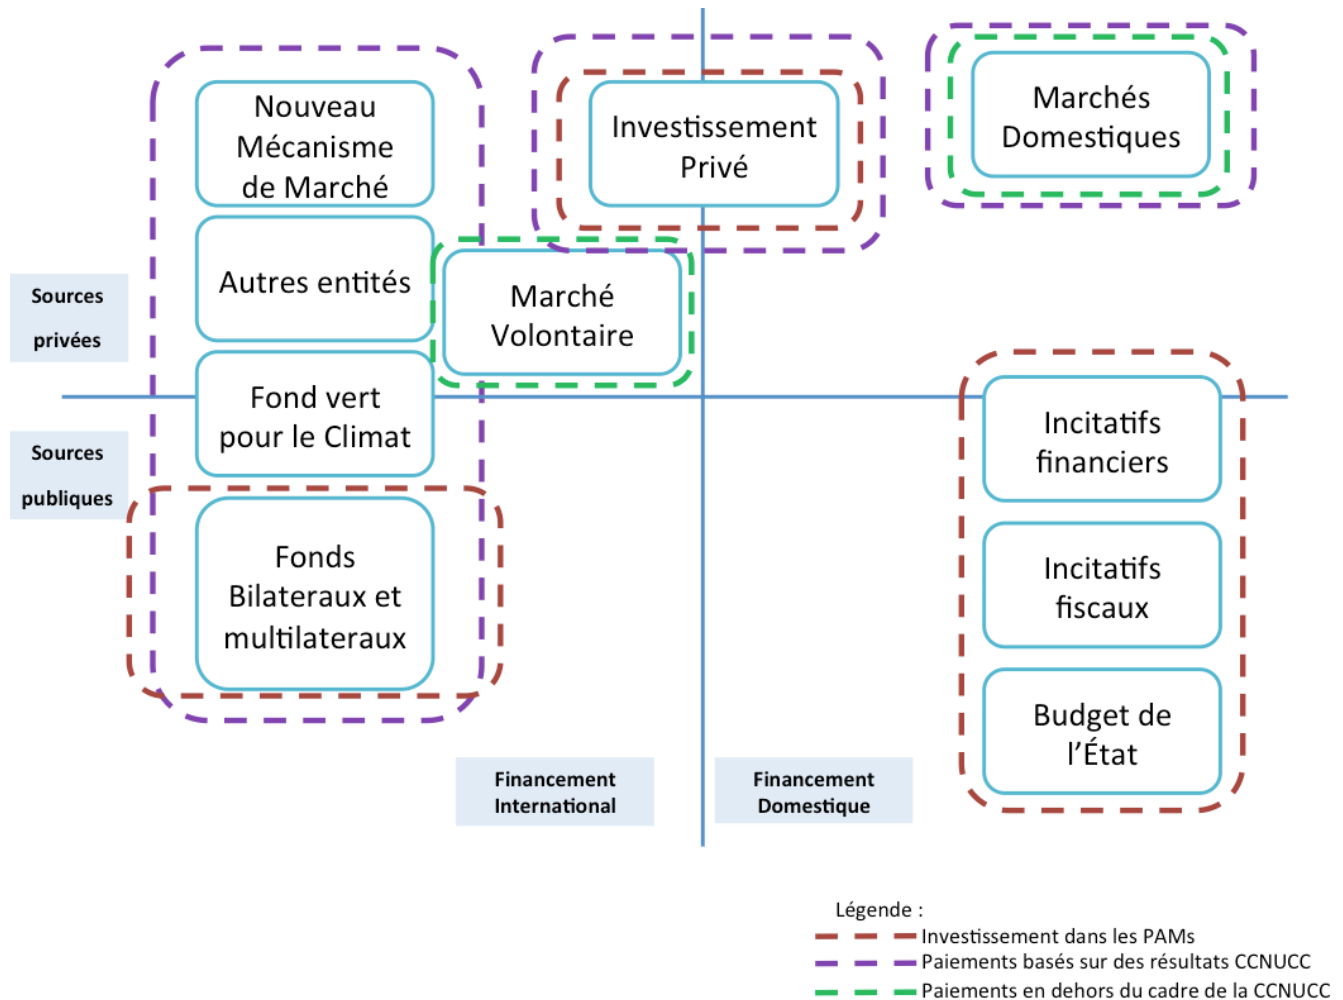 Nouveau
Mécanisme
de Marché
Autres entités
Fond vert
pour le Climat
Fonds
Bilateraux et
multilateraux
Marché
Volontaire
Investissement
Privé
Marchés
Domestiques
Incitatifs
financiers
Incitatifs
fiscaux
Budget de
l’État
Sources
privées
Sources
publiques
Financement
International
Financement
Domestique
Légende :
Investissement dans les PAMs
Paiements basés sur des résultats CCNUCC
Paiements en dehors du cadre de la CCNUCC